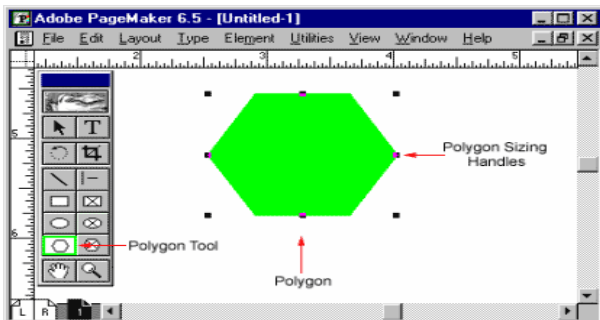 Adobe PageMaker 6.5 - [Untitled-1]
File Edit Layout Type Element Utilities View Window Help
2 3 4 5
T
5
Polygon Sizing
Handles
6
Polygon Tool
Polygon
L R 1